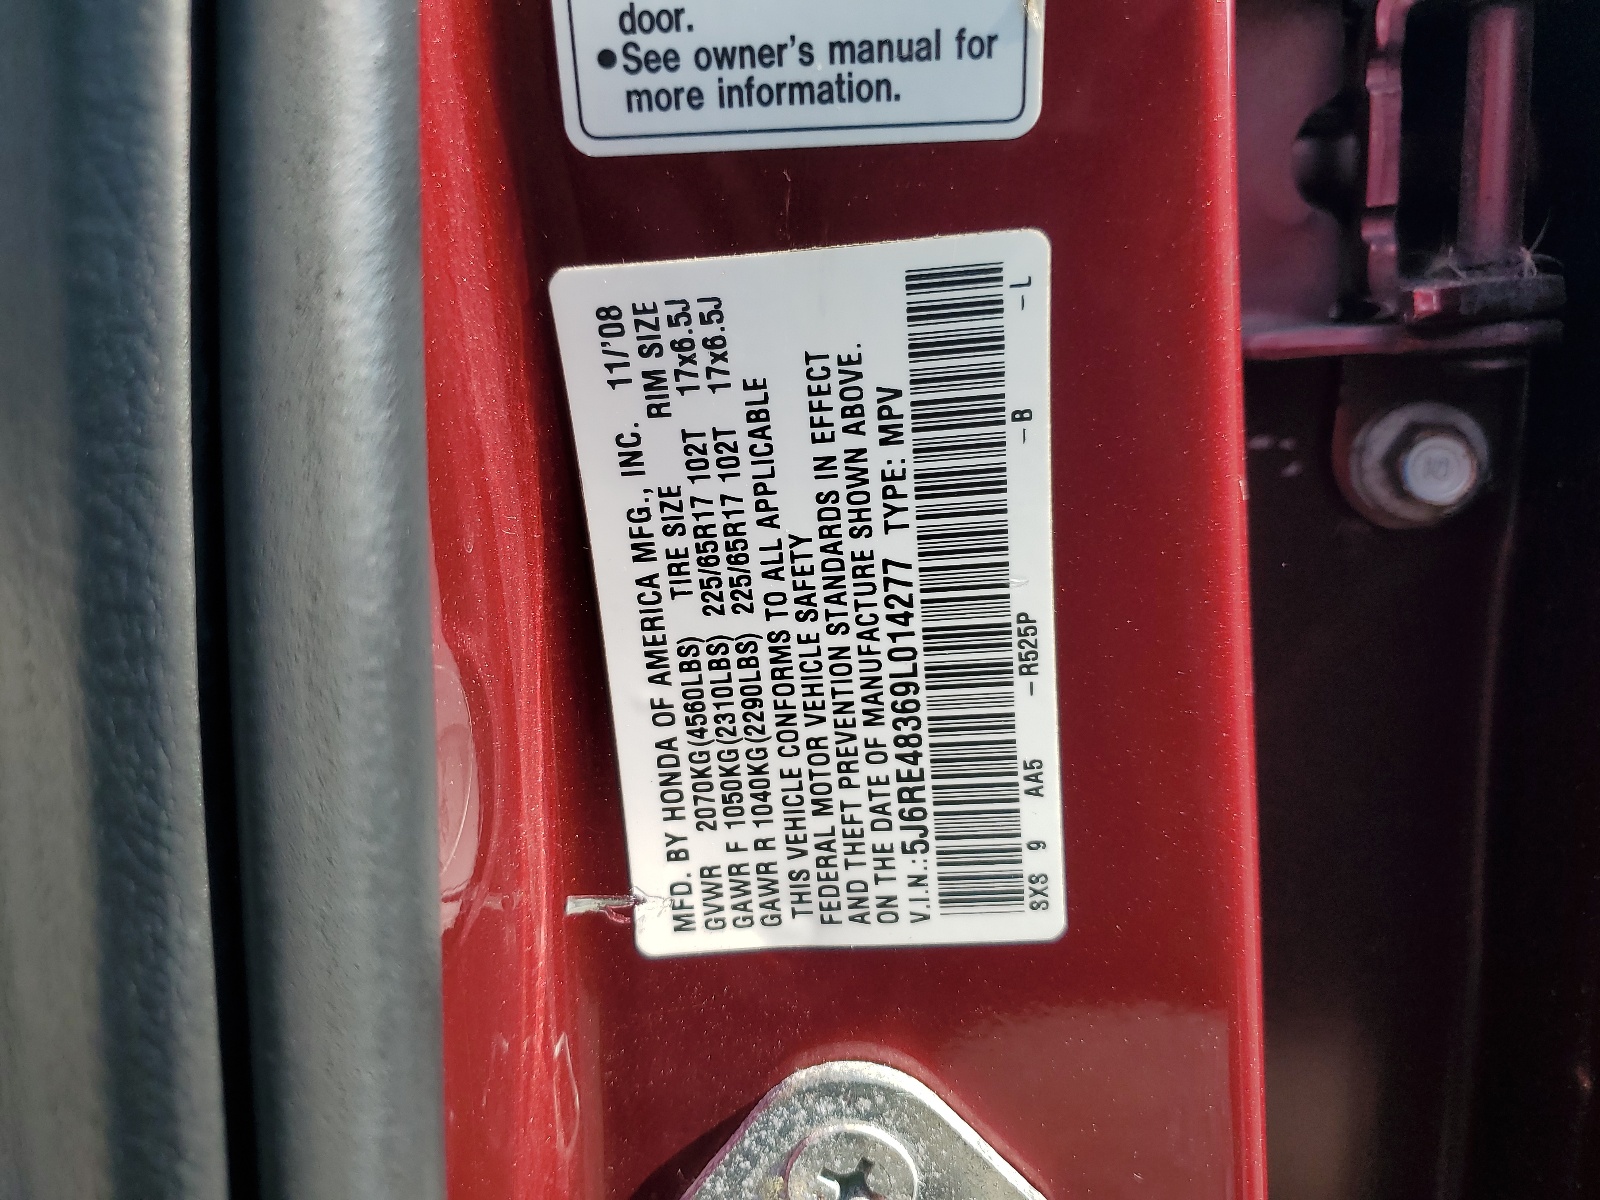 door.
●See owner's manual for
more information.
MFD. BY HONDA OF AMERICA MFG., INC. 11/'08
GVWR 2070KG(4560LBS) TIRE SIZE RIM SIZE
GAWR F 1050KG(2310LBS) 225/65R17 102T 17x6.5J
GAWR R 1040KG(2290LBS) 225/65R17 102T 17x6.5J
THIS VEHICLE CONFORMS TO ALL APPLICABLE
FEDERAL MOTOR VEHICLE SAFETY
AND THEFT PREVENTION STANDARDS IN EFFECT
ON THE DATE OF MANUFACTURE SHOWN ABOVE.
V.I.N.:5J6RE48369L014277 TYPE: MPV
SXS 9 AA5 -R525P -B -L